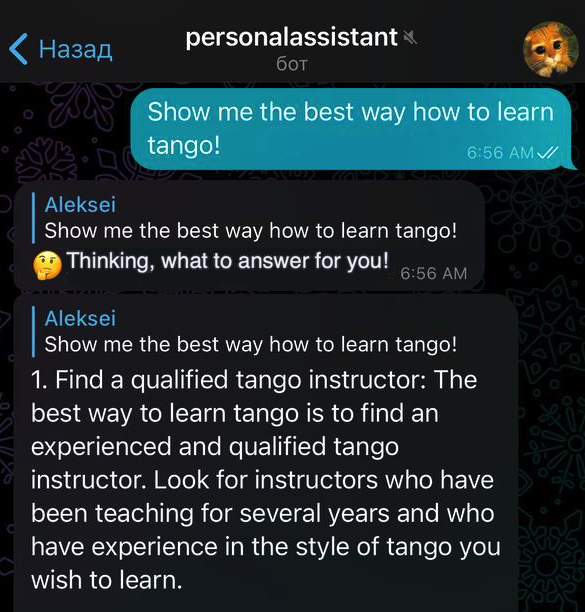 Назад
personalassistant
бот
Show me the best way how to learn
tango!
6:56 AM
Aleksei
Show me the best way how to learn tango!
🤔 Thinking, what to answer for you!
6:56 AM
Aleksei
Show me the best way how to learn tango!
1. Find a qualified tango instructor: The
best way to learn tango is to find an
experienced and qualified tango
instructor. Look for instructors who have
been teaching for several years and who
have experience in the style of tango you
wish to learn.